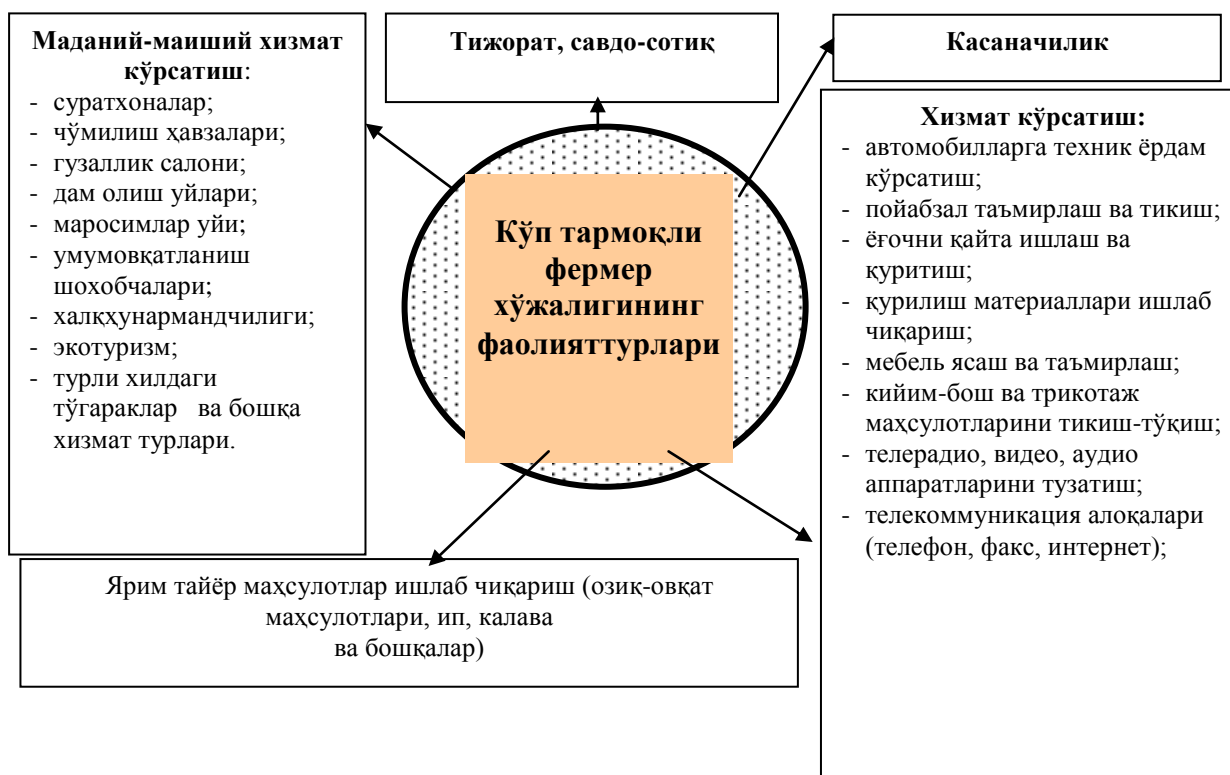 Маданий-маиший хизмат
кўрсатиш:
- суратхоналар;
- чўмилиш ҳавзалари;
- гузаллик салони;
- дам олиш уйлари;
- маросимлар уйи;
- умумовқатланиш
шохобчалари;
- халқҳунармандчилиги;
- экотуризм;
- турли хилдаги
тўгараклар ва бошқа
хизмат турлари.
Тижорат, савдо-сотиқ
Касаначилик
Кўп тармоқли
фермер
хўжалигининг
фаолияттурлари
Хизмат кўрсатиш:
- автомобилларга техник ёрдам
кўрсатиш;
- пойабзал таъмирлаш ва тикиш;
- ёғочни қайта ишлаш ва
қуритиш;
- қурилиш материаллари ишлаб
чиқариш;
- мебель ясаш ва таъмирлаш;
- кийим-бош ва трикотаж
маҳсулотларини тикиш-тўқиш;
- телерадио, видео, аудио
аппаратларини тузатиш;
- телекоммуникация алоқалари
(телефон, факс, интернет);
Ярим тайёр маҳсулотлар ишлаб чиқариш (озиқ-овқат
маҳсулотлари, ип, калава
ва бошқалар)